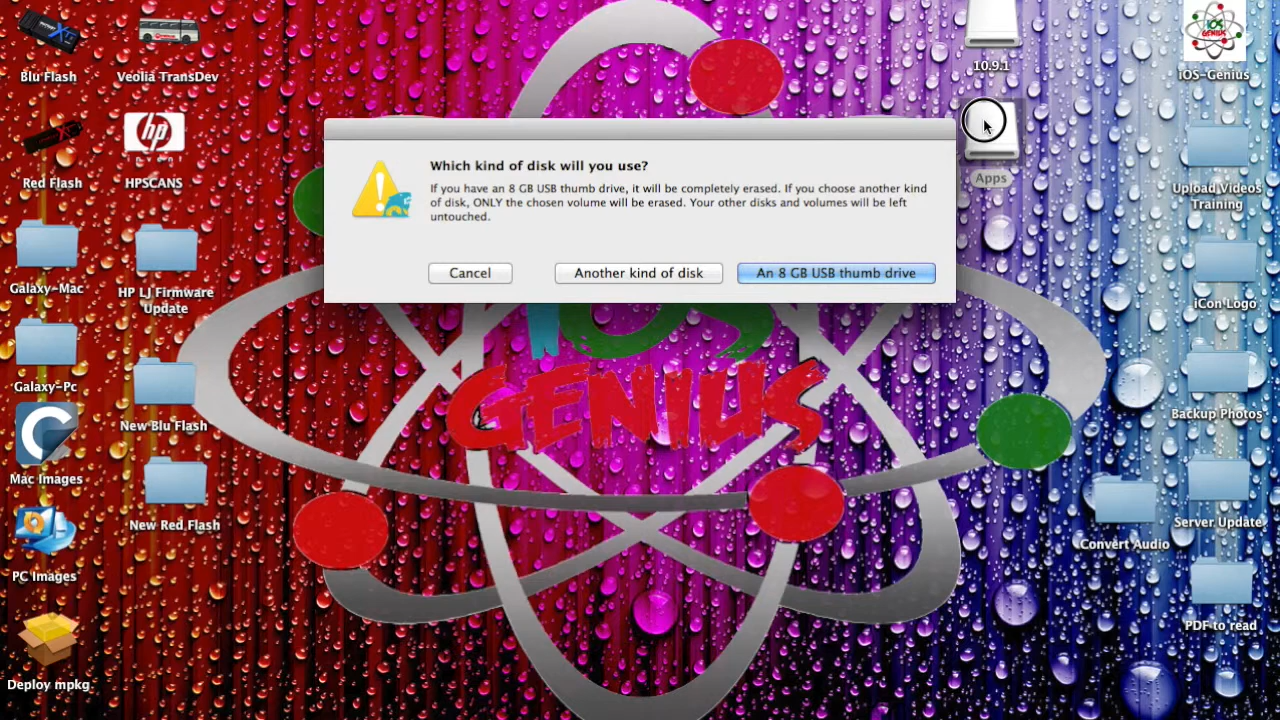 Blu Flash
Veolia TransDev
10.9.1
IOS
GENIUS
iOS-Genius
Red Flash
hp
invent
HPSCANS
Apps
Upload Videos
Training
Which kind of disk will you use?
If you have an 8 GB USB thumb drive, it will be completely erased. If you choose another kind
of disk, ONLY the chosen volume will be erased. Your other disks and volumes will be left
untouched.
Cancel
Another kind of disk
An 8 GB USB thumb drive
Galaxy-Mac
HP LJ Firmware
Update
iCon Logo
IOS
GENIUS
Galaxy-Pc
New Blu Flash
Backup Photos
Mac Images
New Red Flash
Server Update
Convert Audio
PC Images
PDF to read
Deploy mpkg